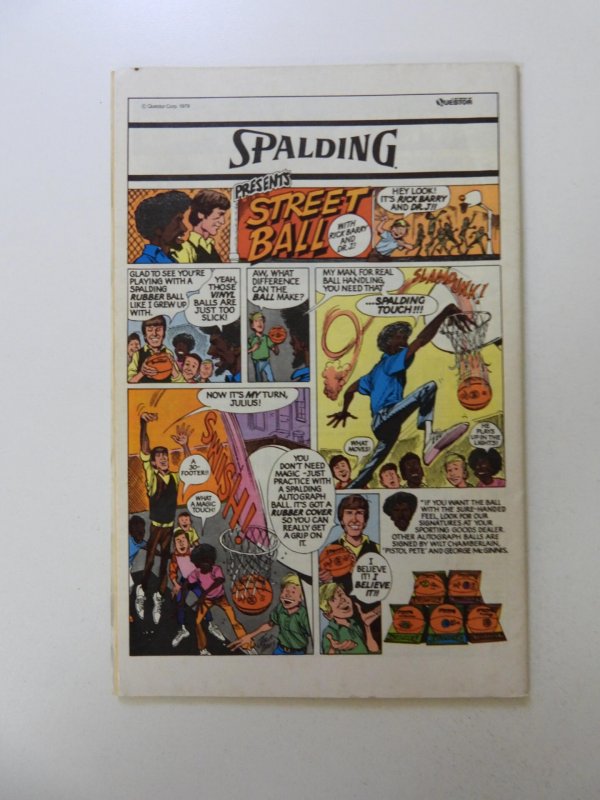 © Questor Corp. 1979
QUESTOR
SPALDING
PRESENTS
STREET
BALL
WITH
RICK BARRY
AND
DR. J!
HEY LOOK!
IT'S RICK BARRY
AND DR. J!!
GLAD TO SEE YOU'RE
PLAYING WITH A
SPALDING
RUBBER BALL
LIKE I GREW UP
WITH.
YEAH,
THOSE
VINYL
BALLS ARE
JUST TOO
SLICK!
AW, WHAT
DIFFERENCE
CAN THE
BALL MAKE?
MY MAN, FOR REAL
BALL HANDLING,
YOU NEED THAT
...SPALDING
TOUCH!!!
SLAM DUNK!
WHAT
MOVES!
HE
PLAYS
UP IN THE
LIGHTS!
NOW IT'S MY TURN,
JULIUS!
A
30-
FOOTER!!
WHAT
A MAGIC
TOUCH!
SWISH!
YOU
DON'T NEED
MAGIC-JUST
PRACTICE WITH
A SPALDING
AUTOGRAPH
BALL. IT'S GOT A
RUBBER COVER
SO YOU CAN
REALLY GET
A GRIP ON
IT.
I
BELIEVE
IT! I
BELIEVE
IT!!
"IF YOU WANT THE BALL
WITH THE SURE-HANDED
FEEL, LOOK FOR OUR
SIGNATURES AT YOUR
SPORTING GOODS DEALER.
OTHER AUTOGRAPH BALLS ARE
SIGNED BY WILT CHAMBERLAIN,
"PISTOL PETE" AND GEORGE McGINNIS.